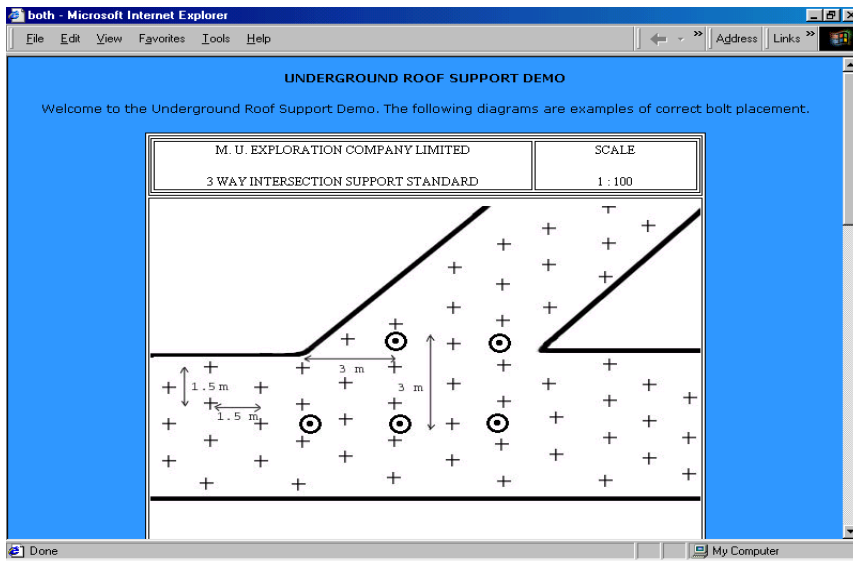 both - Microsoft Internet Explorer
File Edit View Favorites Tools Help » Address Links »
UNDERGROUND ROOF SUPPORT DEMO
Welcome to the Underground Roof Support Demo. The following diagrams are examples of correct bolt placement.
M. U. EXPLORATION COMPANY LIMITED SCALE
3 WAY INTERSECTION SUPPORT STANDARD 1 : 100
3 m
1.5 m 3 m
1.5 m
Done My Computer